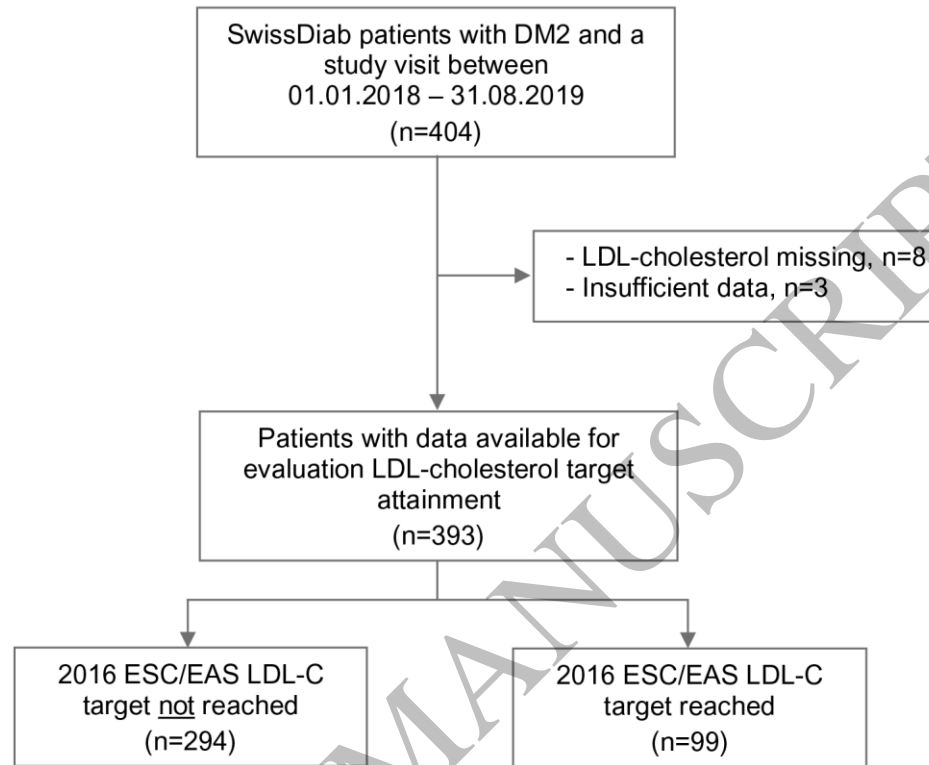 SwissDiab patients with DM2 and a
study visit between
01.01.2018 – 31.08.2019
(n=404)
- LDL-cholesterol missing, n=8
- Insufficient data, n=3
Patients with data available for
evaluation LDL-cholesterol target
attainment
(n=393)
2016 ESC/EAS LDL-C
target not reached
(n=294)
2016 ESC/EAS LDL-C
target reached
(n=99)
MANUSCRIP